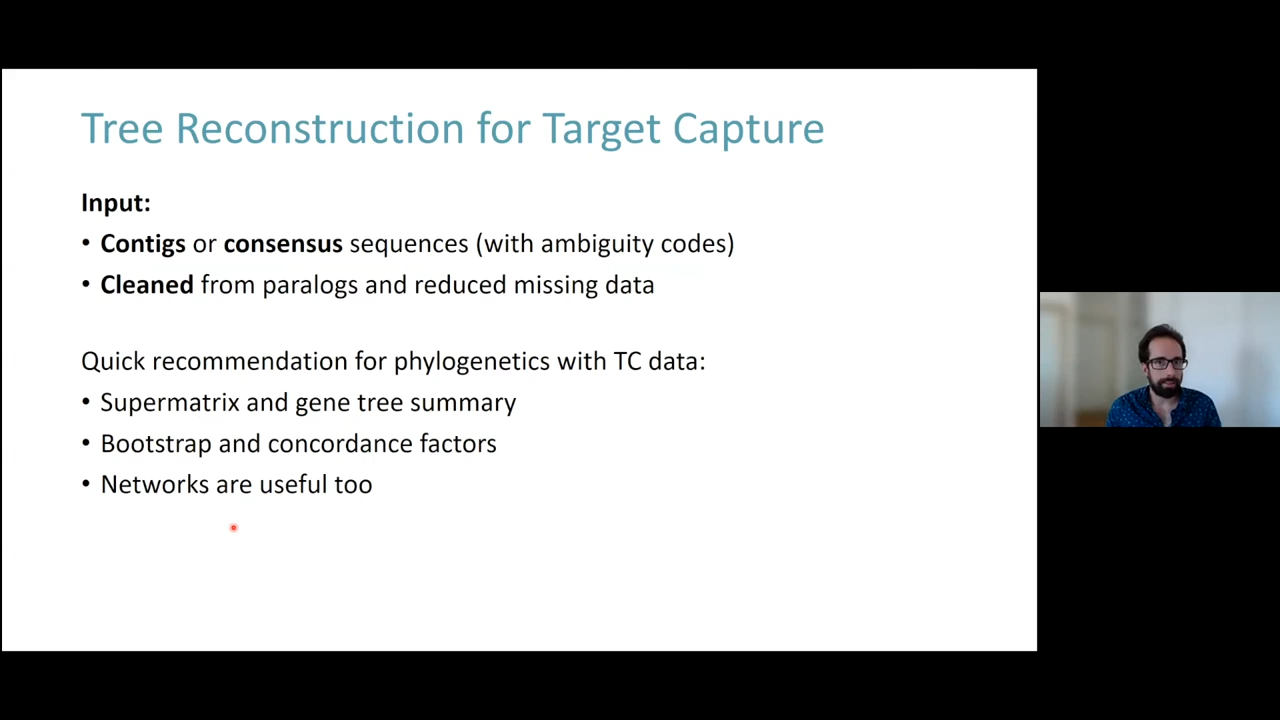 Tree Reconstruction for Target Capture
Input:
• Contigs or consensus sequences (with ambiguity codes)
• Cleaned from paralogs and reduced missing data
Quick recommendation for phylogenetics with TC data:
• Supermatrix and gene tree summary
• Bootstrap and concordance factors
• Networks are useful too